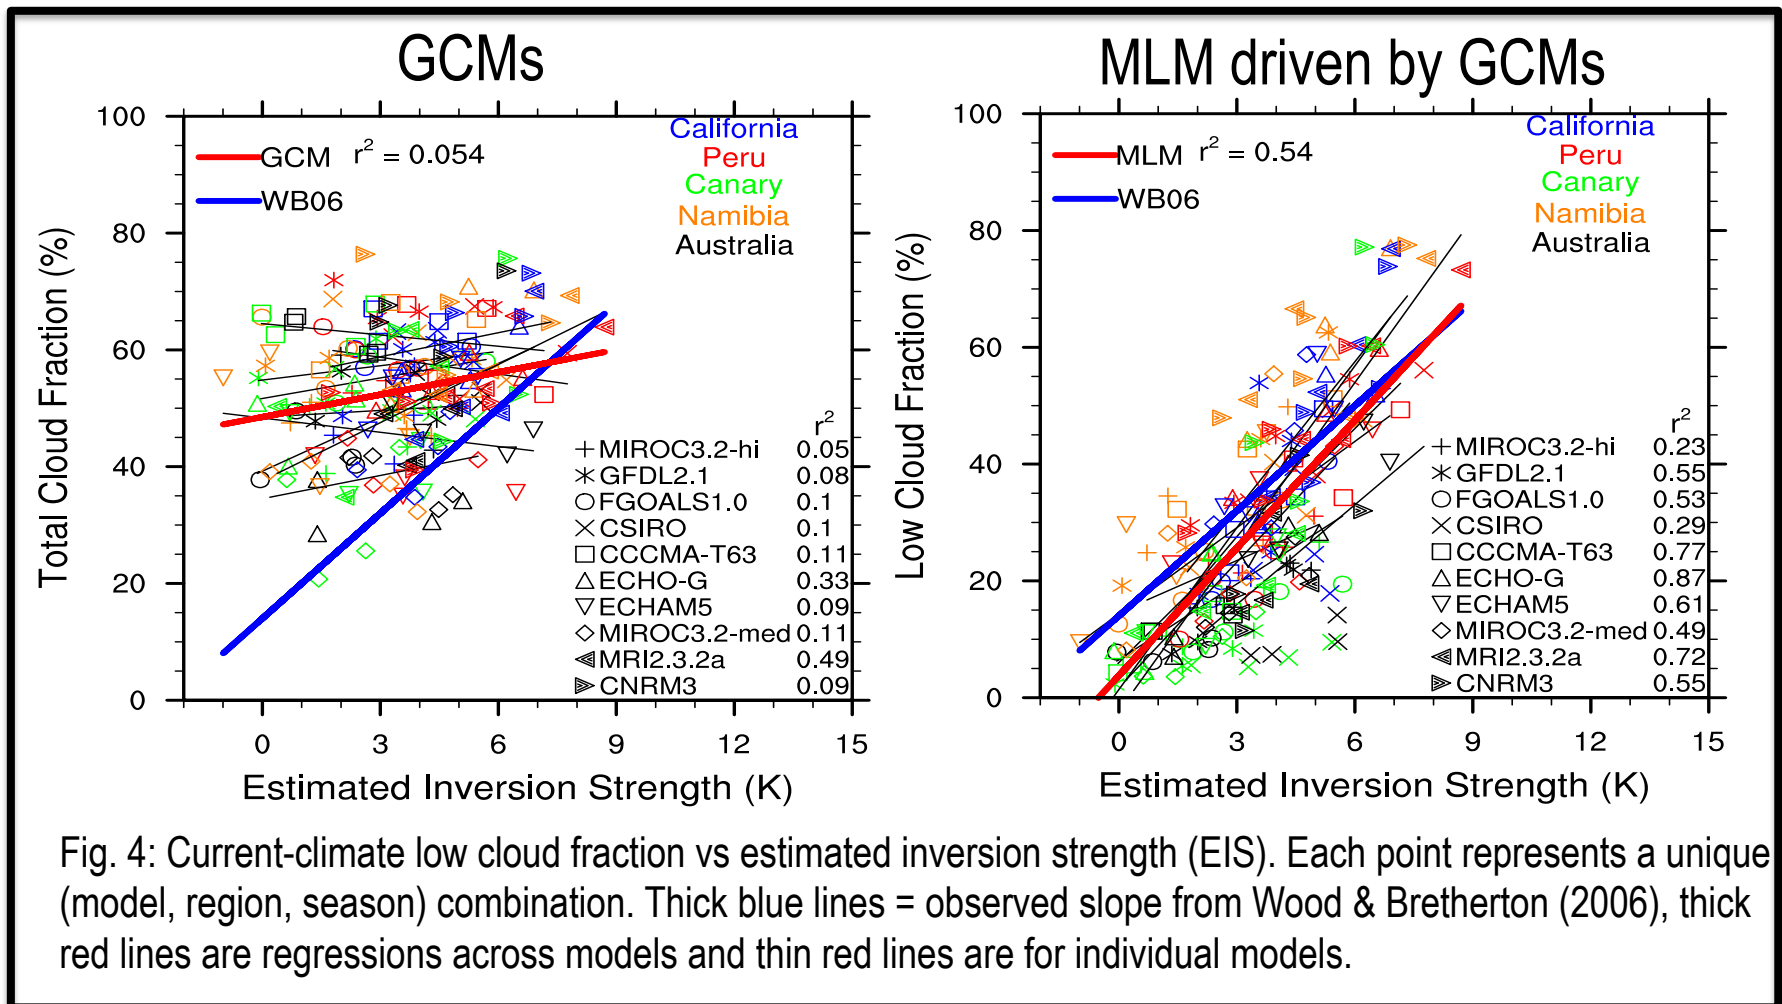 GCMs
100
80
60
40
20
0
Total Cloud Fraction (%)
GCM r² = 0.054
WB06
California
Peru
Canary
Namibia
Australia
r²
MIROC3.2-hi 0.05
GFDL2.1 0.08
FGOALS1.0 0.1
CSIRO 0.1
CCCMA-T63 0.11
ECHO-G 0.33
ECHAM5 0.09
MIROC3.2-med 0.11
MRI2.3.2a 0.49
CNRM3 0.09
0 3 6 9 12 15
Estimated Inversion Strength (K)
MLM driven by GCMs
100
80
60
40
20
0
Low Cloud Fraction (%)
MLM r² = 0.54
WB06
California
Peru
Canary
Namibia
Australia
r²
MIROC3.2-hi 0.23
GFDL2.1 0.55
FGOALS1.0 0.53
CSIRO 0.29
CCCMA-T63 0.77
ECHO-G 0.87
ECHAM5 0.61
MIROC3.2-med 0.49
MRI2.3.2a 0.72
CNRM3 0.55
0 3 6 9 12 15
Estimated Inversion Strength (K)
Fig. 4: Current-climate low cloud fraction vs estimated inversion strength (EIS). Each point represents a unique
(model, region, season) combination. Thick blue lines = observed slope from Wood & Bretherton (2006), thick
red lines are regressions across models and thin red lines are for individual models.